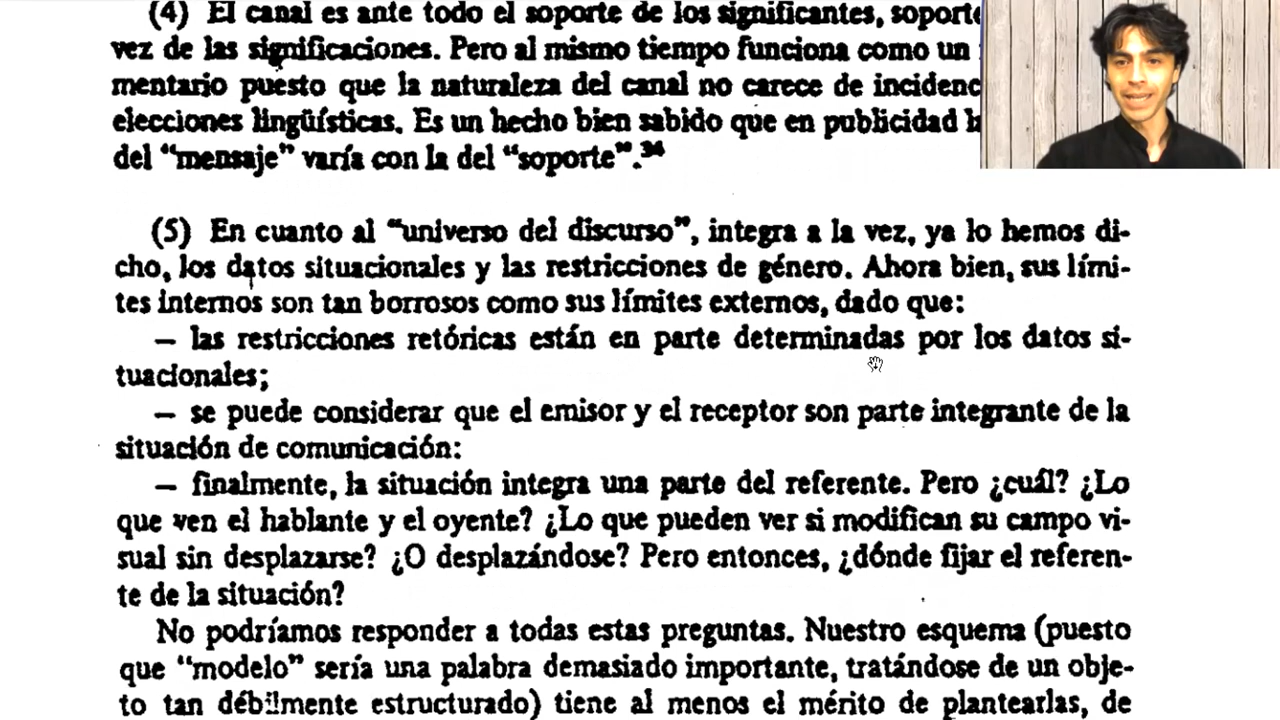 (4) El canal es ante todo el soporte de los significantes, soporte
vez de las significaciones. Pero al mismo tiempo funciona como un
mentario puesto que la naturaleza del canal no carece de
elecciones lingüísticas. Es un hecho bien sabido que en publicidad
del “mensaje” varía con la del “soporte”.34
(5) En cuanto al “universo del discurso”, integra a la vez, ya lo hemos di-
cho, los datos situacionales y las restricciones de género. Ahora bien, sus lími-
tes internos son tan borrosos como sus límites externos, dado que:
— las restricciones retóricas están en parte determinadas por los datos si-
tuacionales;
— se puede considerar que el emisor y el receptor son parte integrante de la
situación de comunicación:
— finalmente, la situación integra una parte del referente. Pero ¿cuál? ¿Lo
que ven el hablante y el oyente? ¿Lo que pueden ver si modifican su campo vi-
sual sin desplazarse? ¿O desplazándose? Pero entonces, ¿dónde fijar el referen-
te de la situación?
No podríamos responder a todas estas preguntas. Nuestro esquema (puesto
que “modelo” sería una palabra demasiado importante, tratándose de un obje-
to tan débilmente estructurado) tiene al menos el mérito de plantearlas, de